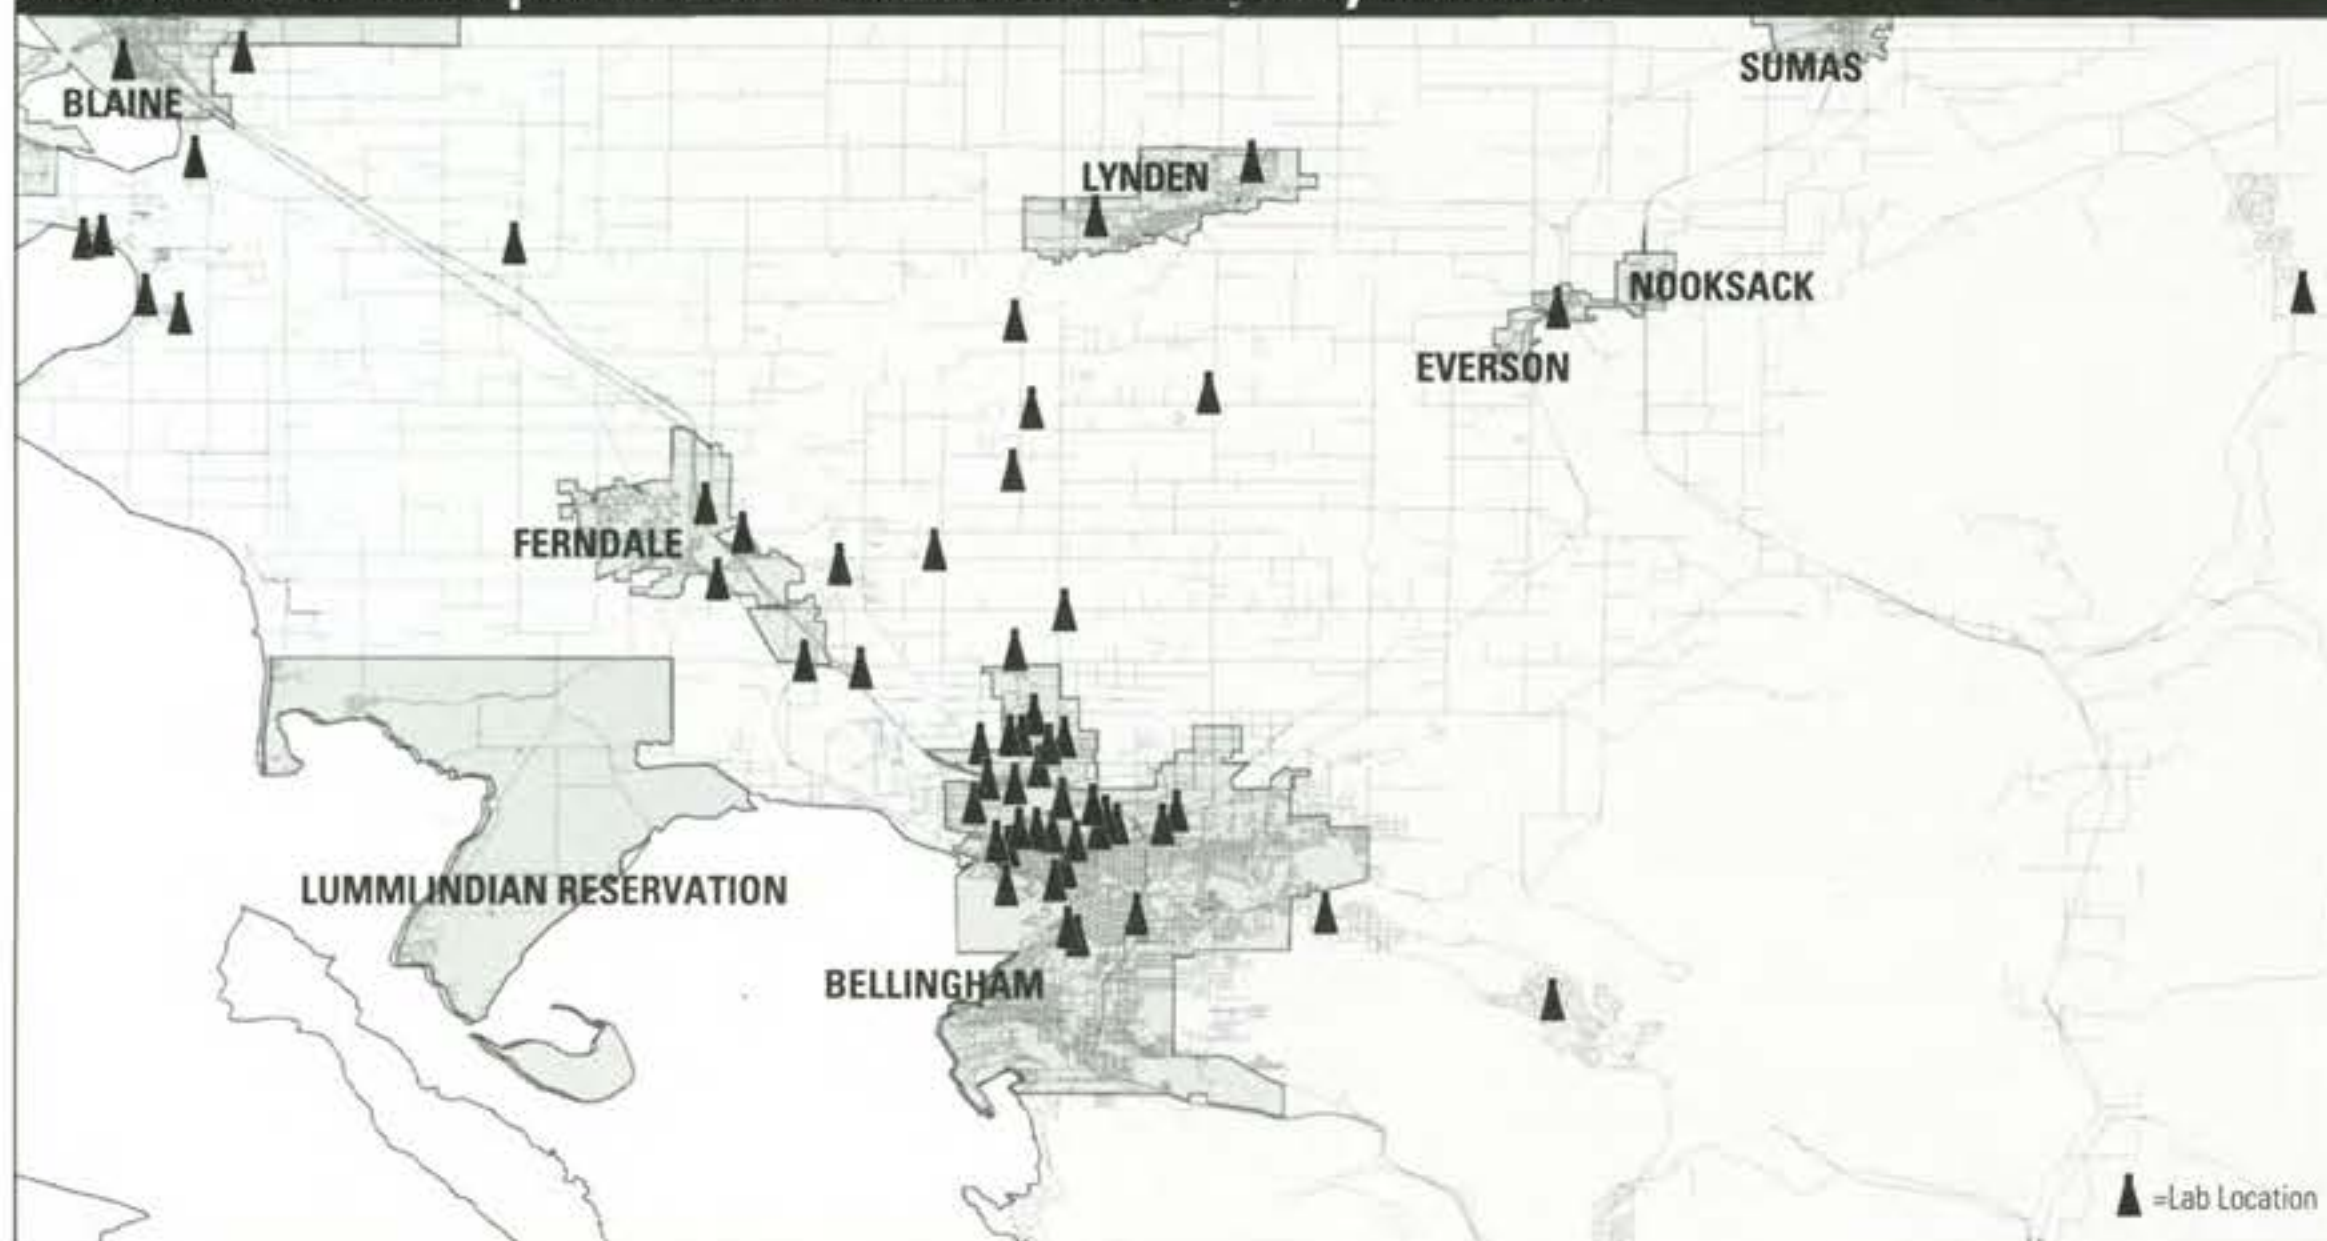 SUMAS
BLAINE
LYNDEN
NOOKSACK
EVERSON
FERNDALE
LUMMI INDIAN RESERVATION
BELLINGHAM
=Lab Location